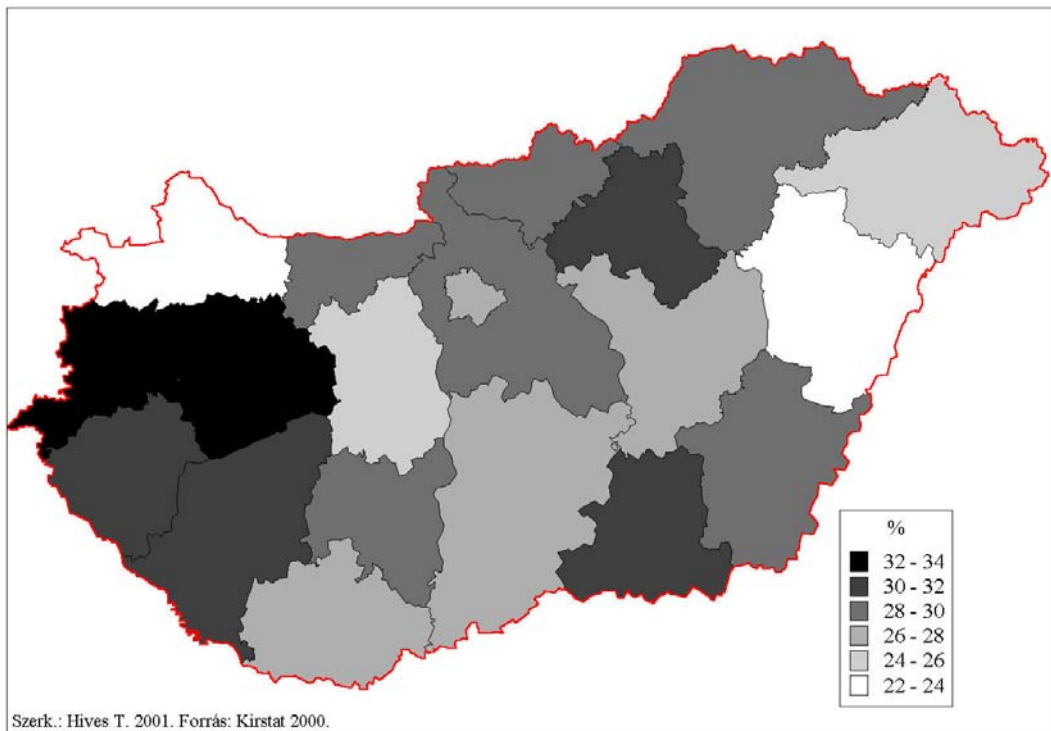 %
32 - 34
30 - 32
28 - 30
26 - 28
24 - 26
22 - 24
Szerk.: Hives T. 2001. Forrás: Kirstat 2000.